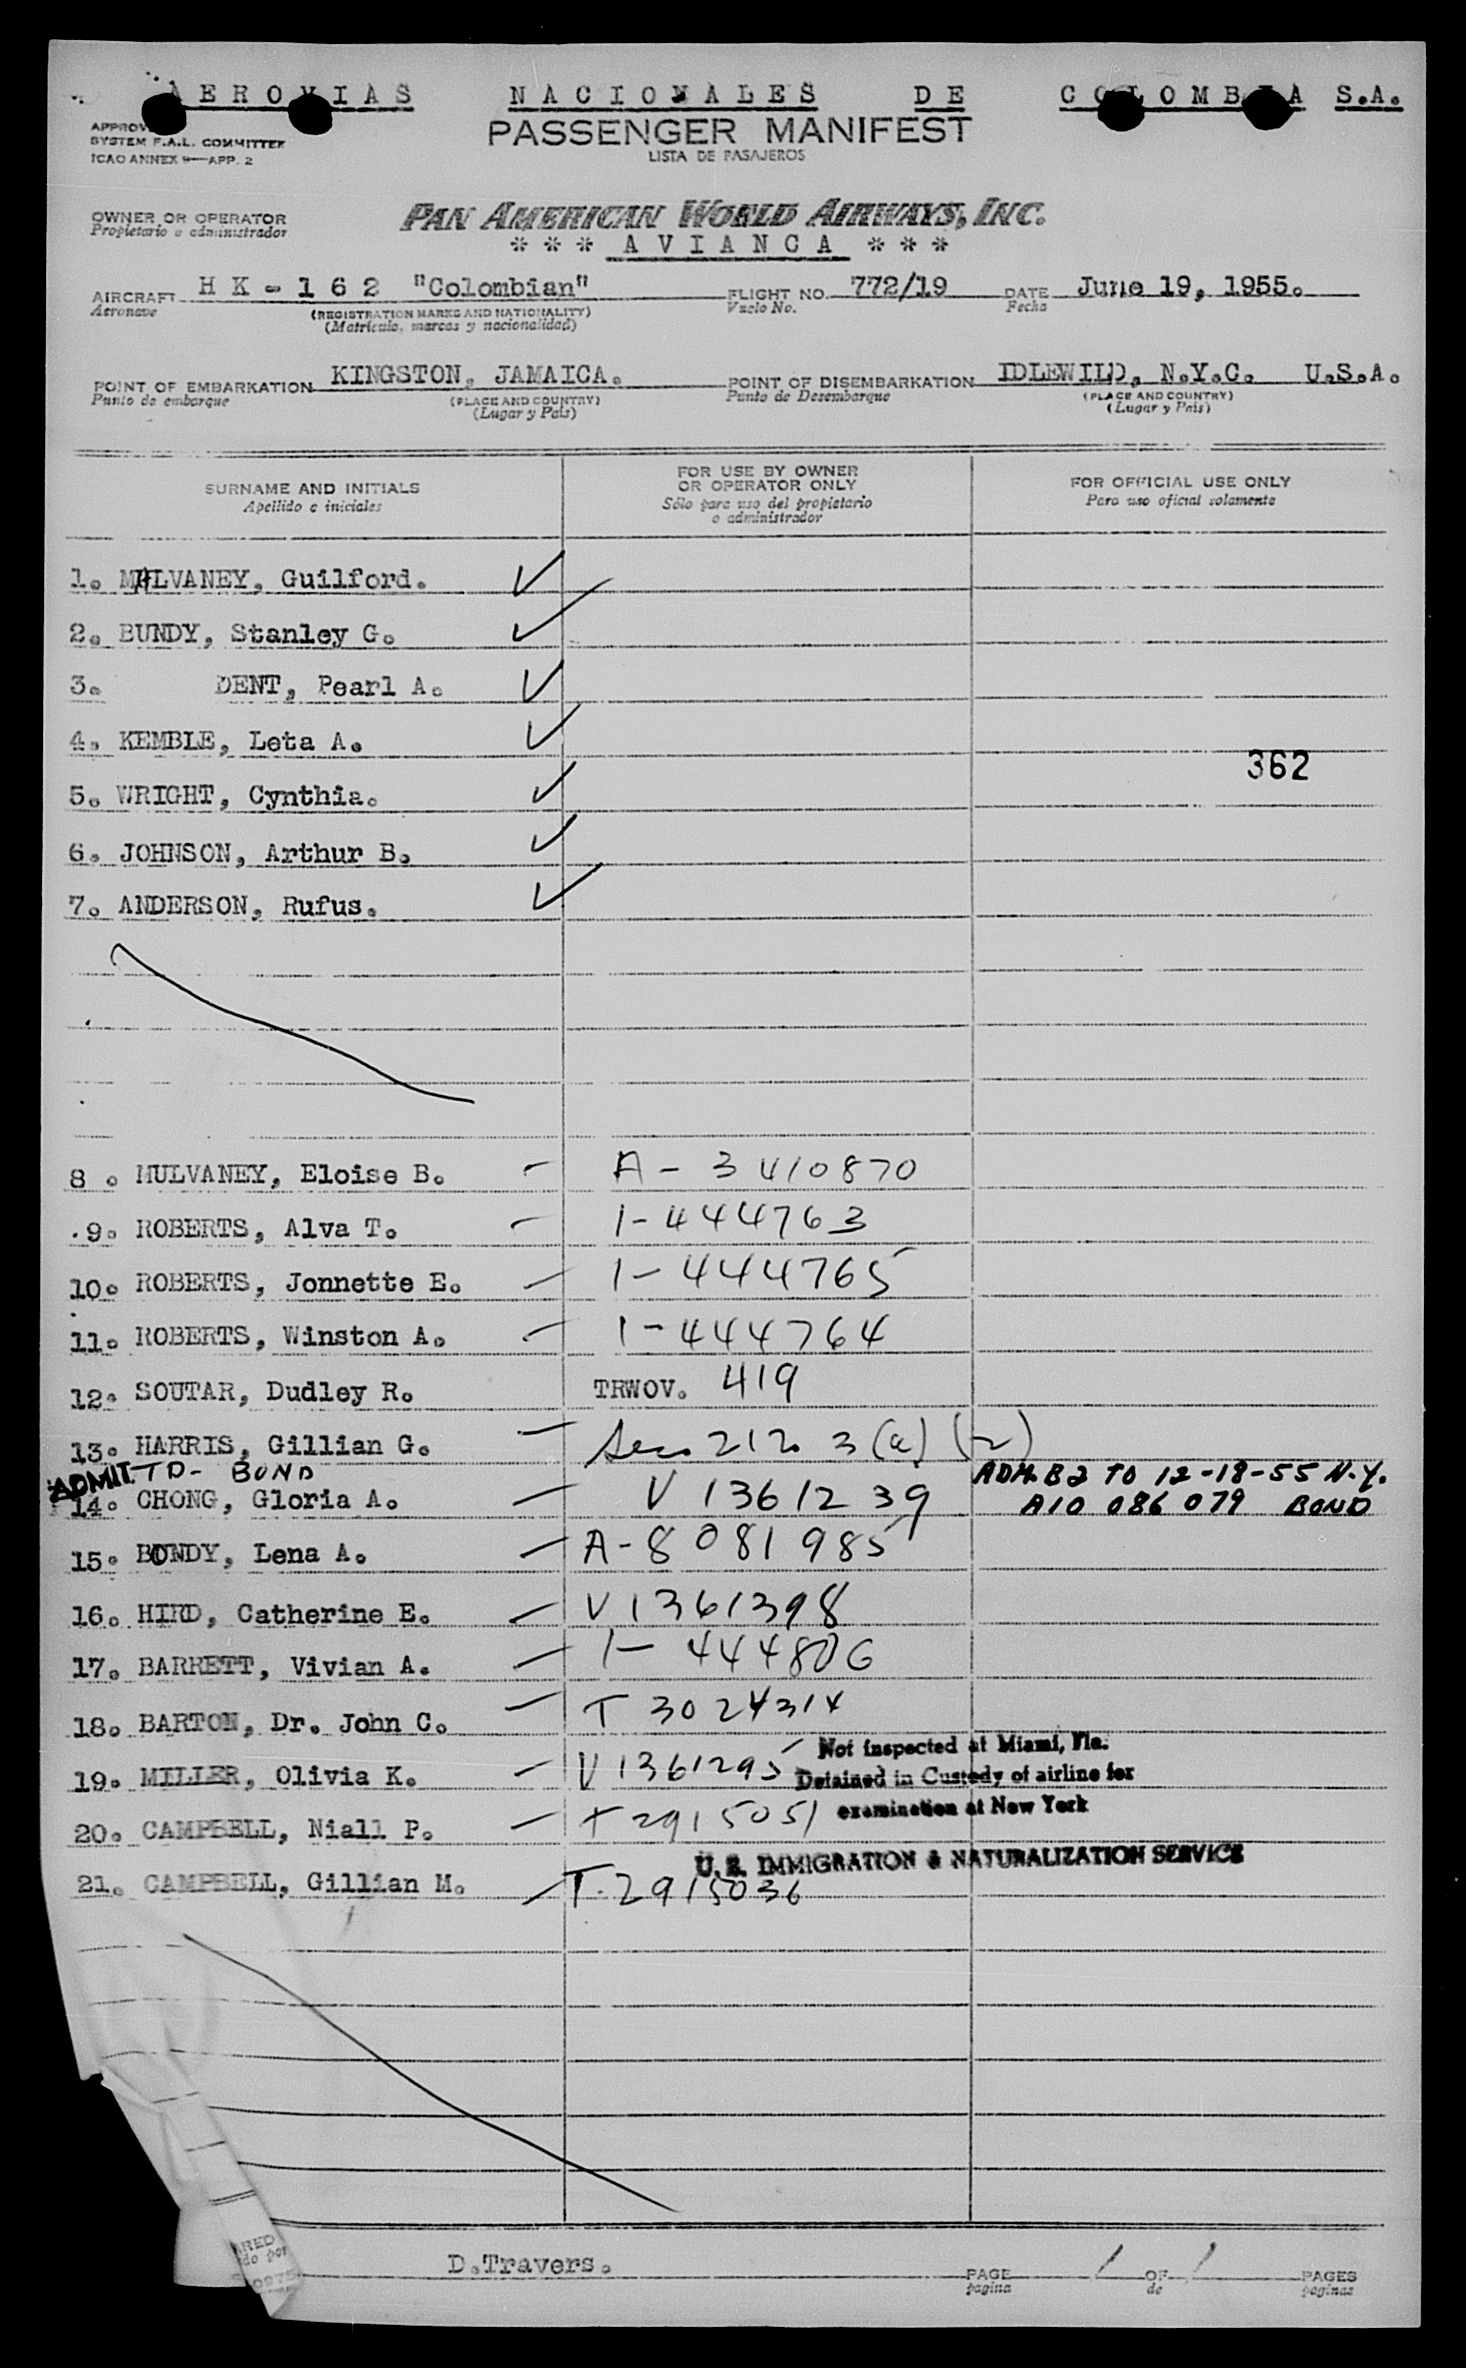 AEROVIAS NACIONALES DE COLOMBIA S.A.
SYSTEM F.A.L. COMMITTEE
ICAO ANNEX 9—APP. 2
PASSENGER MANIFEST
LISTA DE PASAJEROS
OWNER OR OPERATOR
Propietario o administrador
PAN AMERICAN WORLD AIRWAYS, INC.
* * * AVIANCA * * *
AIRCRAFT HK-162 "Colombian" FLIGHT NO. 772/19 DATE June 19, 1955.
Aeronave (REGISTRATION MARKS AND NATIONALITY) Vuelo No. Fecha
(Matricula, marcas y nacionalidad)
POINT OF EMBARKATION KINGSTON, JAMAICA. POINT OF DISEMBARKATION IDLEWILD, N.Y.C. U.S.A.
Punto de embarque (PLACE AND COUNTRY) Punto de Desembarque (PLACE AND COUNTRY)
(Lugar y País) (Lugar y País)
SURNAME AND INITIALS
Apellido e iniciales
FOR USE BY OWNER
OR OPERATOR ONLY
Sólo para uso del propietario
o administrador
FOR OFFICIAL USE ONLY
Para uso oficial solamente
1. MULVANEY, Guilford.
2. BUNDY, Stanley G.
3. DENT, Pearl A.
4. KEMBLE, Leta A.
362
5. WRIGHT, Cynthia.
6. JOHNSON, Arthur B.
7. ANDERSON, Rufus.
8. MULVANEY, Eloise B. A-3410870
9. ROBERTS, Alva T. 1-444763
10. ROBERTS, Jonnette E. 1-444765
11. ROBERTS, Winston A. 1-444764
12. SOUTAR, Dudley R. TRWOV. 419
13. HARRIS, Gillian G. Sec. 212. 3(a)(2)
ADMIT.TD- BOND ADM. B2 TO 12-18-55 N.Y.
14. CHONG, Gloria A. V 1361239 A10 086 079 BOND
15. BUNDY, Lena A. A-8081985
16. HIRD, Catherine E. V1361398
17. BARRETT, Vivian A. 1-444806
18. BARTON, Dr. John C. T 3024314
Not inspected at Miami, Fla.
19. MILLER, Olivia K. V 1361295 Detained in Custody of airline for
examination at New York
20. CAMPBELL, Niall P. T 2915051
U.S. IMMIGRATION & NATURALIZATION SERVICE
21. CAMPBELL, Gillian M. T-2915036
D.Travers. PAGE 1 OF 1 PAGES
pagina de paginas